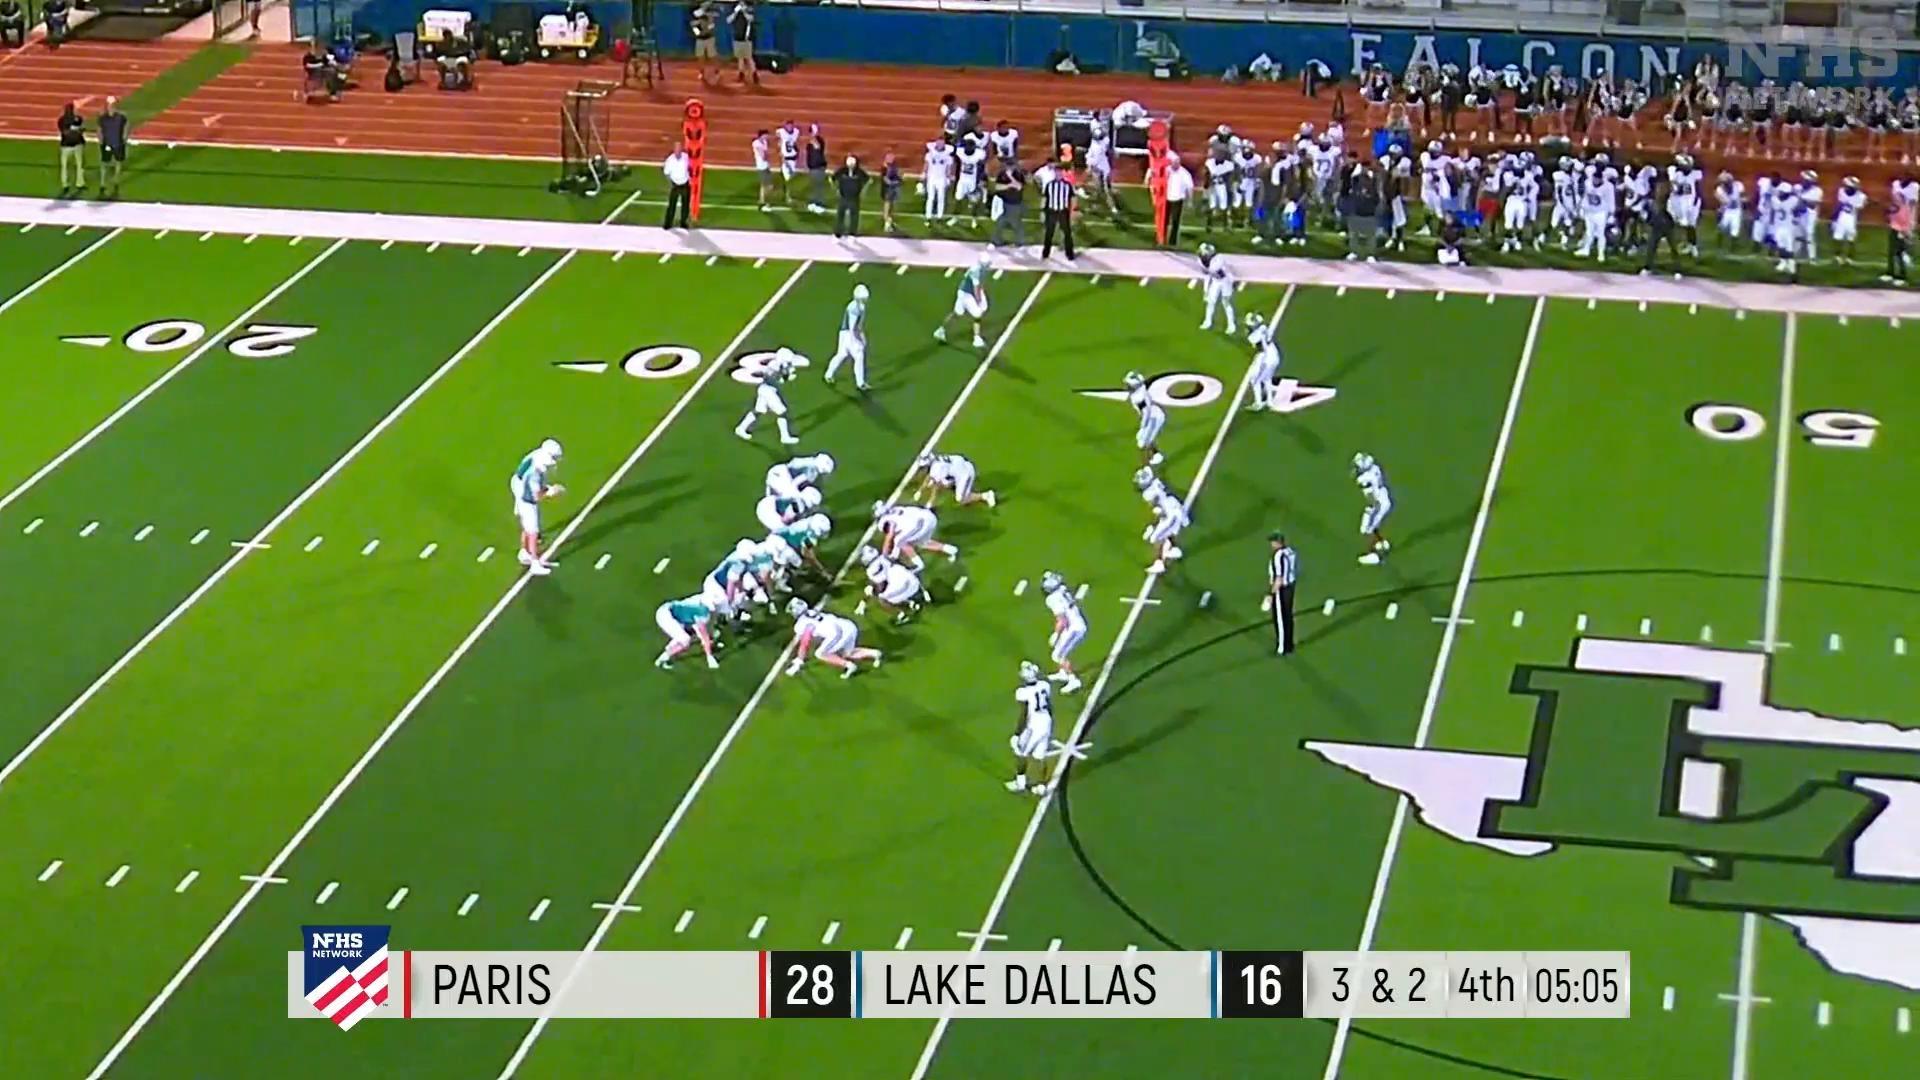 FALCON
NFHS
NETWORK
20
30
40
50
L
12
NFHS
NETWORK
PARIS 28 LAKE DALLAS 16 3 & 2 4th 05:05